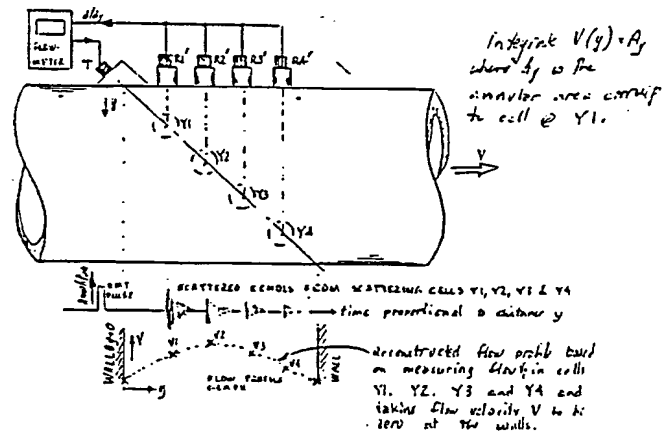 R1 R2 R3 R4
FLOW-
METER
T
Integrate V(y) * Ay
where Ay is the
annular area corresp
to cell @ Y1.
y
Y1
Y2
Y3
Y4
V
SCATTERED ECHOES FROM SCATTERING CELLS Y1, Y2, Y3 & Y4
XMT
PULSE
time proportional to distance y
WALL @ y=0
V
Y1 Y2 Y3 Y4
WALL
FLOW
y
reconstructed flow profile based
on measuring flow in cells
Y1, Y2, Y3 and Y4 and
taking flow velocity V to be
zero at the walls.